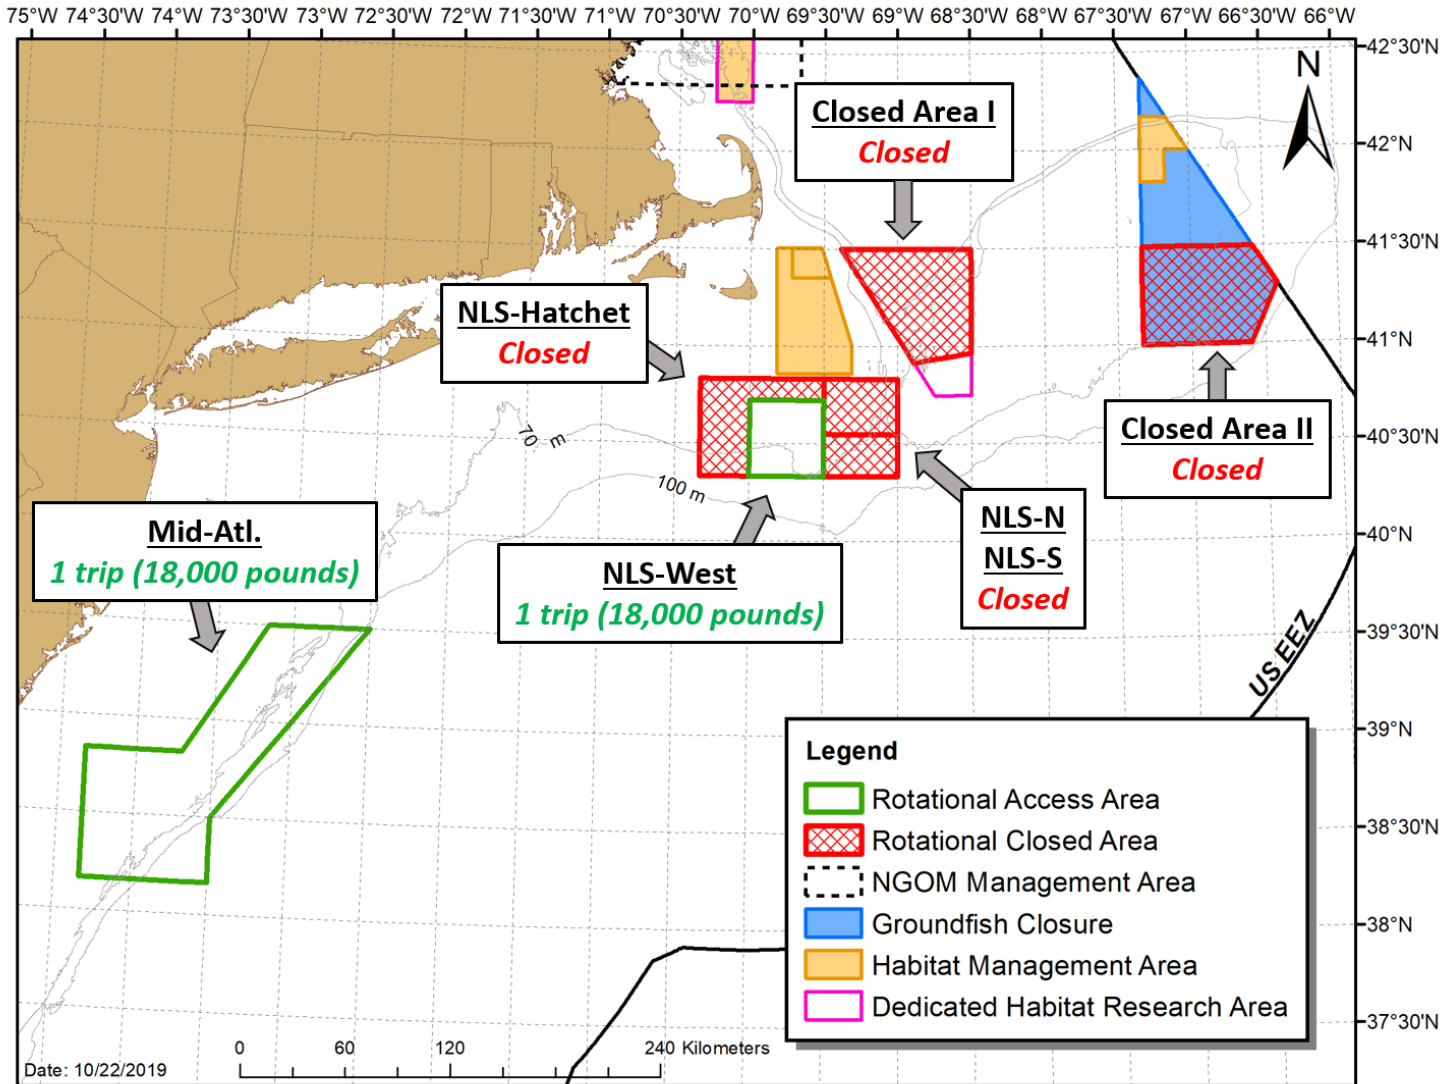 75°W 74°30'W 74°W 73°30'W 73°W 72°30'W 72°W 71°30'W 71°W 70°30'W 70°W 69°30'W 69°W 68°30'W 68°W 67°30'W 67°W 66°30'W 66°W
42°30'N
N
Closed Area I
Closed
42°N
41°30'N
NLS-Hatchet
Closed
41°N
Closed Area II
Closed
70 m
40°30'N
100 m
Mid-Atl.
1 trip (18,000 pounds)
NLS-West
1 trip (18,000 pounds)
NLS-N
NLS-S
Closed
40°N
39°30'N
US EEZ
39°N
Legend
Rotational Access Area
Rotational Closed Area
NGOM Management Area
Groundfish Closure
Habitat Management Area
Dedicated Habitat Research Area
38°30'N
38°N
37°30'N
0 60 120 240 Kilometers
Date: 10/22/2019